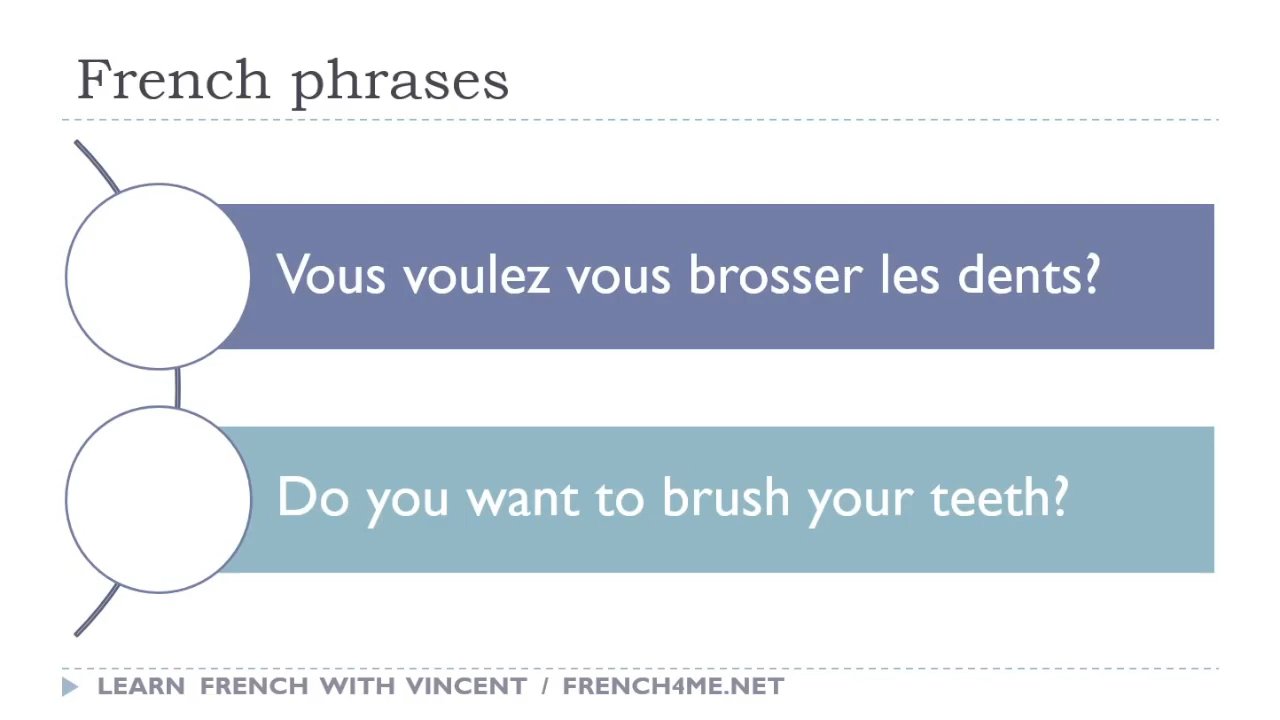 French phrases
Vous voulez vous brosser les dents?
Do you want to brush your teeth?
LEARN FRENCH WITH VINCENT / FRENCH4ME.NET